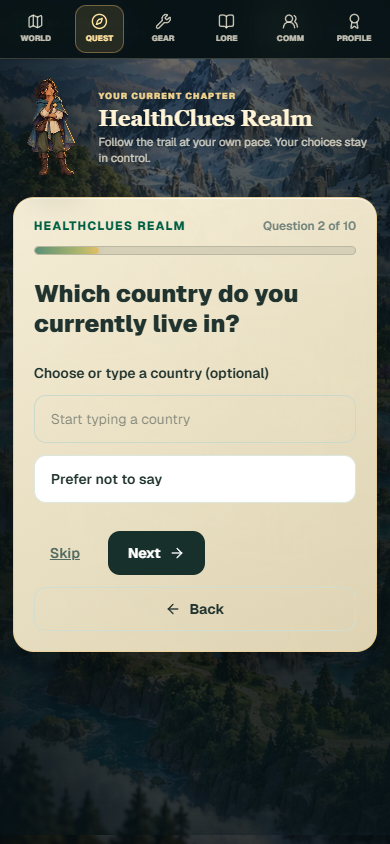 WORLD
QUEST
GEAR
LORE
COMM
PROFILE
YOUR CURRENT CHAPTER
HealthClues Realm
Follow the trail at your own pace. Your choices stay
in control.
HEALTHCLUES REALM
Question 2 of 10
Which country do you
currently live in?
Choose or type a country (optional)
Start typing a country
Prefer not to say
Skip
Next →
← Back